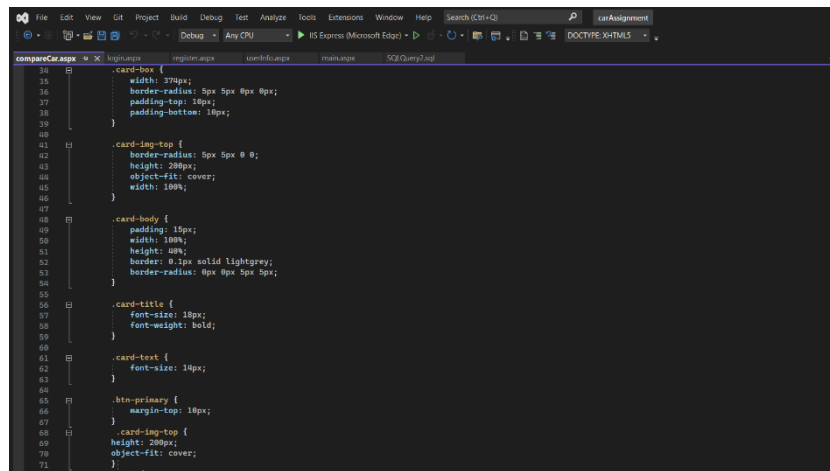 File Edit View Git Project Build Debug Test Analyze Tools Extensions Window Help Search (Ctrl+Q) carAssignment
Debug Any CPU IIS Express (Microsoft Edge) DOCTYPE: XHTML5
compareCar.aspx login.aspx register.aspx userInfo.aspx main.aspx SQLQuery2.sql
34 .card-box {
35 width: 374px;
36 border-radius: 5px 5px 0px 0px;
37 padding-top: 10px;
38 padding-bottom: 10px;
39 }
40
41 .card-img-top {
42 border-radius: 5px 5px 0 0;
43 height: 200px;
44 object-fit: cover;
45 width: 100%;
46 }
47
48 .card-body {
49 padding: 15px;
50 width: 100%;
51 height: 40%;
52 border: 0.1px solid lightgrey;
53 border-radius: 0px 0px 5px 5px;
54 }
55
56 .card-title {
57 font-size: 18px;
58 font-weight: bold;
59 }
60
61 .card-text {
62 font-size: 14px;
63 }
64
65 .btn-primary {
66 margin-top: 10px;
67 }
68 .card-img-top {
69 height: 200px;
70 object-fit: cover;
71 }